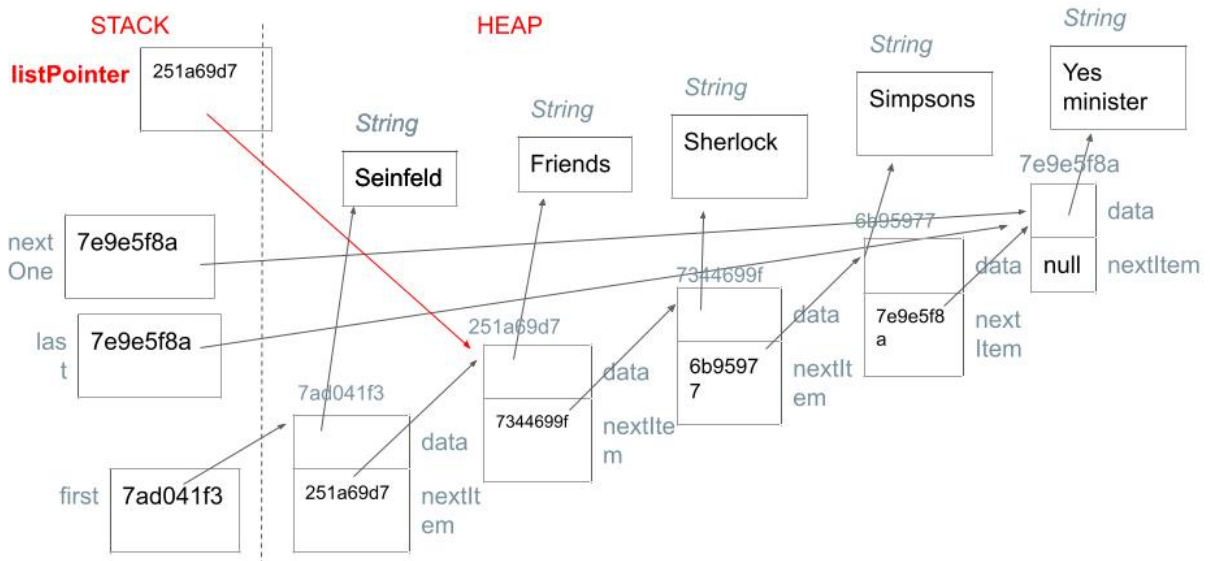 STACK
HEAP
listPointer
251a69d7
String
Seinfeld
String
Friends
String
Sherlock
String
Simpsons
String
Yes
minister
next
One
7e9e5f8a
las
t
7e9e5f8a
first
7ad041f3
7ad041f3
data
251a69d7
nextIt
em
251a69d7
data
7344699f
nextIte
m
7344699f
data
6b9597
7
nextIt
em
6b95977
data
7e9e5f8
a
next
Item
7e9e5f8a
data
null
nextItem